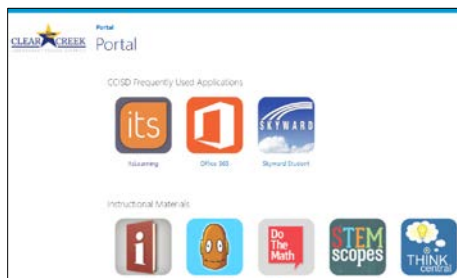 Portal
CLEAR CREEK
Portal
CCISD Frequently Used Applications
its
SKYWARD
itslearning
Office 365
Skyward Student
Instructional Materials
i
Do
The
Math
STEM
scopes
THINK
central